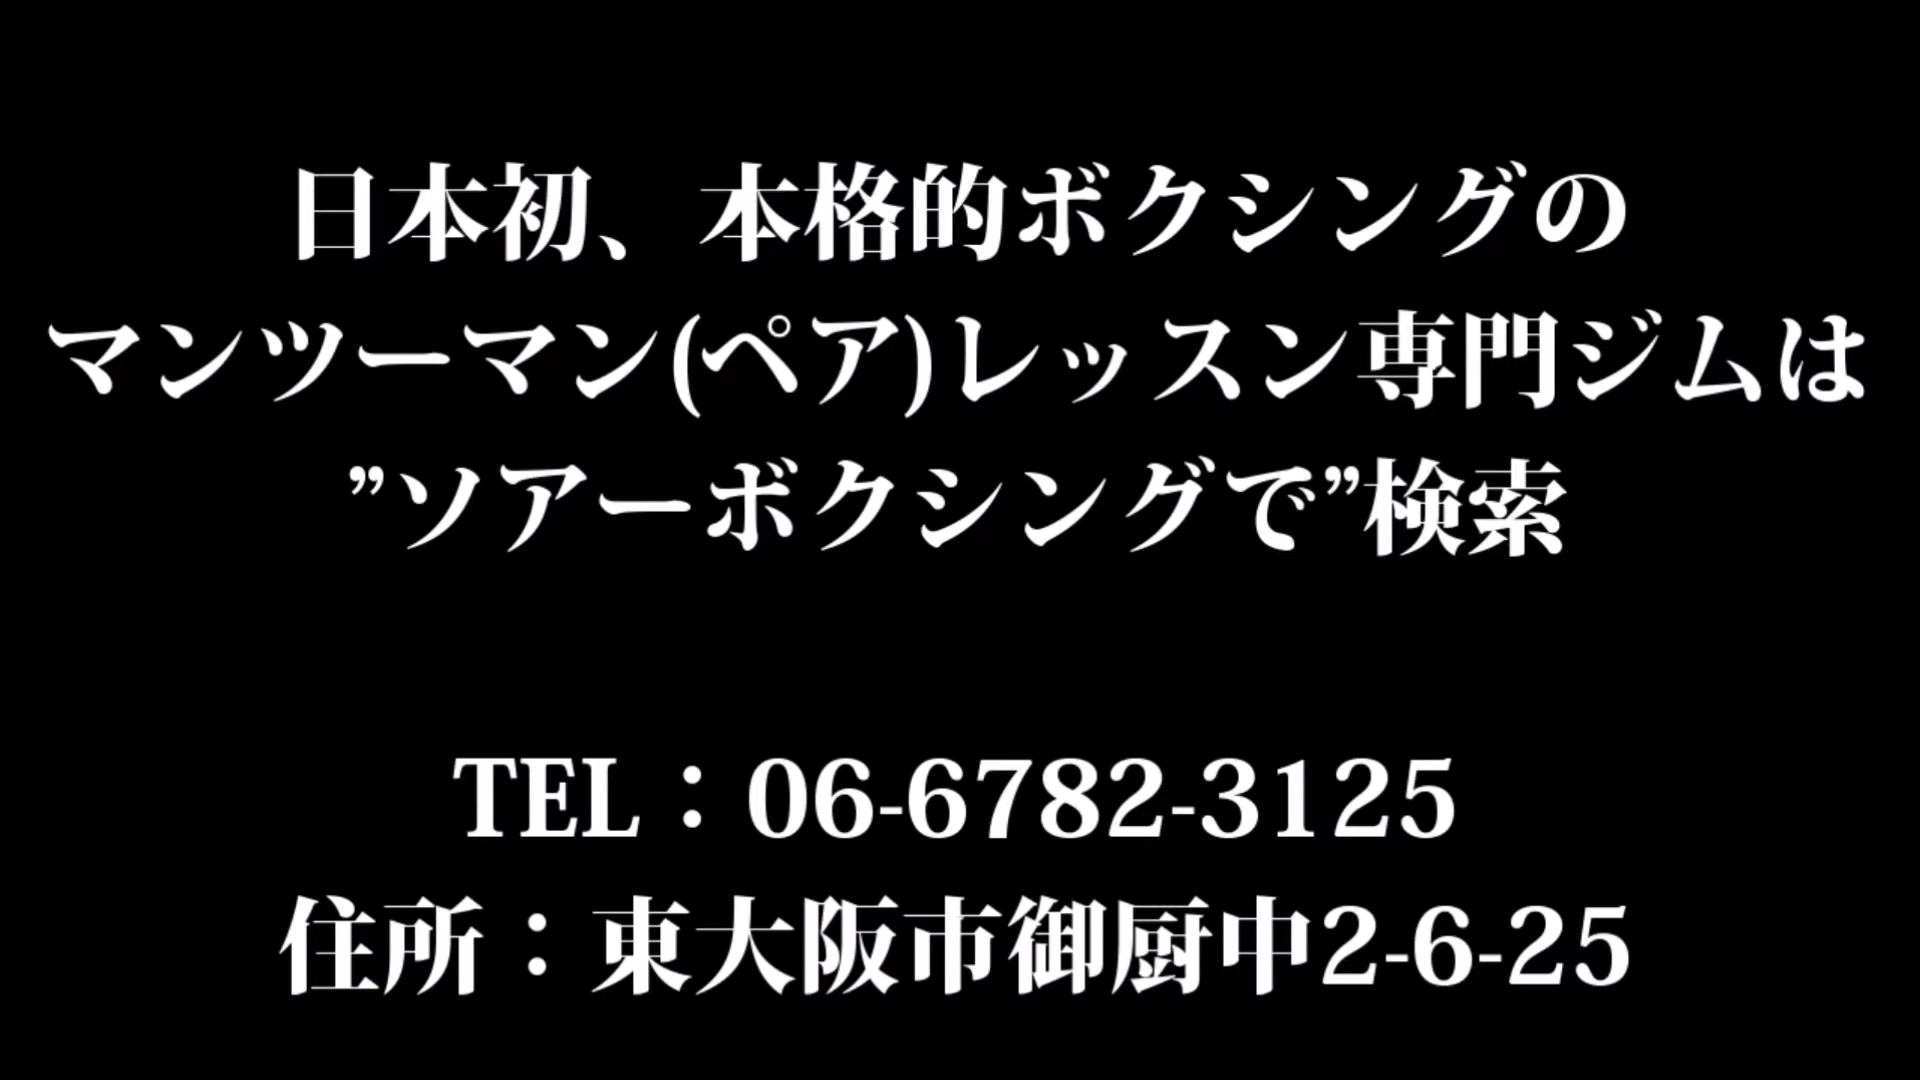 日本初、本格的ボクシングの
マンツーマン(ペア)レッスン専門ジムは
”ソアーボクシングで”検索
TEL：06-6782-3125
住所：東大阪市御厨中2-6-25